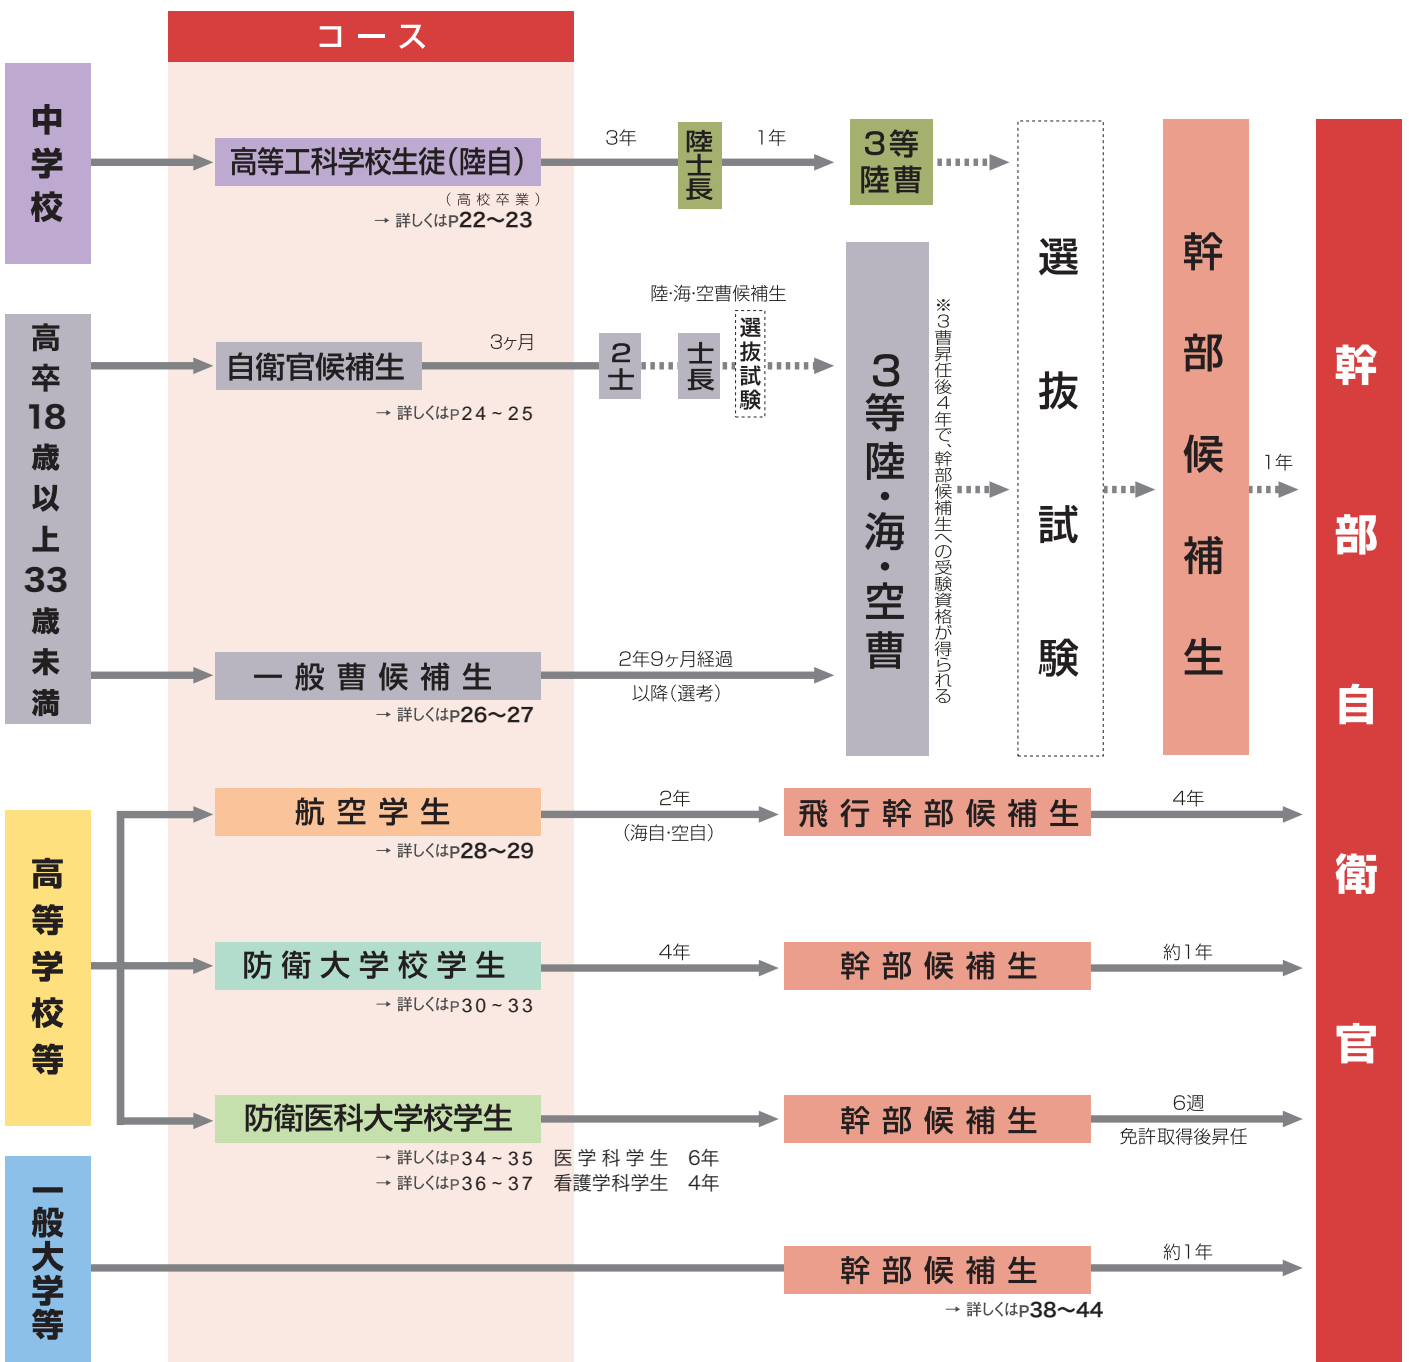 コース
中学校
高等工科学校生徒(陸自)
(高校卒業)
→ 詳しくはP22〜23
3年
陸士長
1年
3等
陸曹
高卒18歳以上33歳未満
自衛官候補生
→ 詳しくはP24~25
3ヶ月
2士
士長
陸・海・空曹候補生
選抜試験
3等陸・海・空曹
※3曹昇任後4年で、幹部候補生への受験資格が得られる
選抜試験
幹部候補生
1年
幹部自衛官
一般曹候補生
→ 詳しくはP26〜27
2年9ヶ月経過
以降(選考)
高等学校等
航空学生
→ 詳しくはP28〜29
2年
(海自・空自)
飛行幹部候補生
4年
防衛大学校学生
→ 詳しくはP30~33
4年
幹部候補生
約1年
防衛医科大学校学生
→ 詳しくはP34~35 医学科学生 6年
→ 詳しくはP36~37 看護学科学生 4年
幹部候補生
6週
免許取得後昇任
一般大学等
幹部候補生
→ 詳しくはP38〜44
約1年